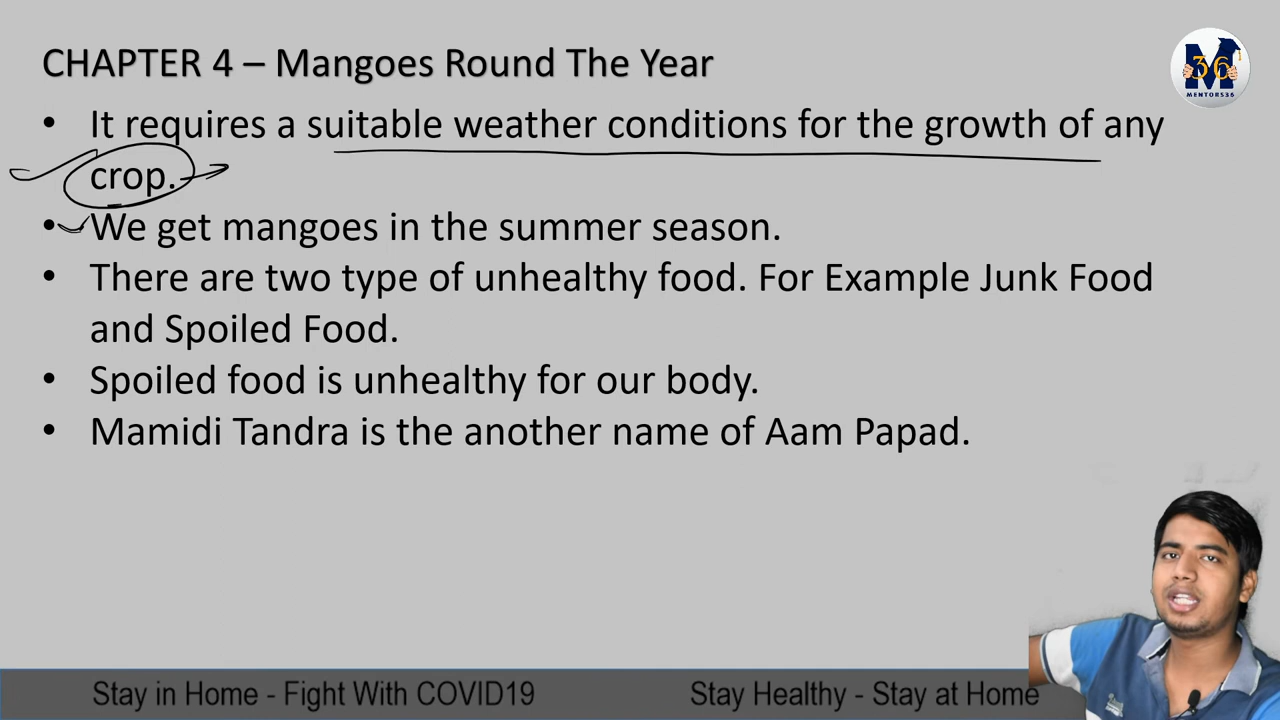 CHAPTER 4 – Mangoes Round The Year
M
36
MENTORS36
• It requires a suitable weather conditions for the growth of any
crop.
• We get mangoes in the summer season.
• There are two type of unhealthy food. For Example Junk Food
and Spoiled Food.
• Spoiled food is unhealthy for our body.
• Mamidi Tandra is the another name of Aam Papad.
Stay in Home - Fight With COVID19 Stay Healthy - Stay at Home